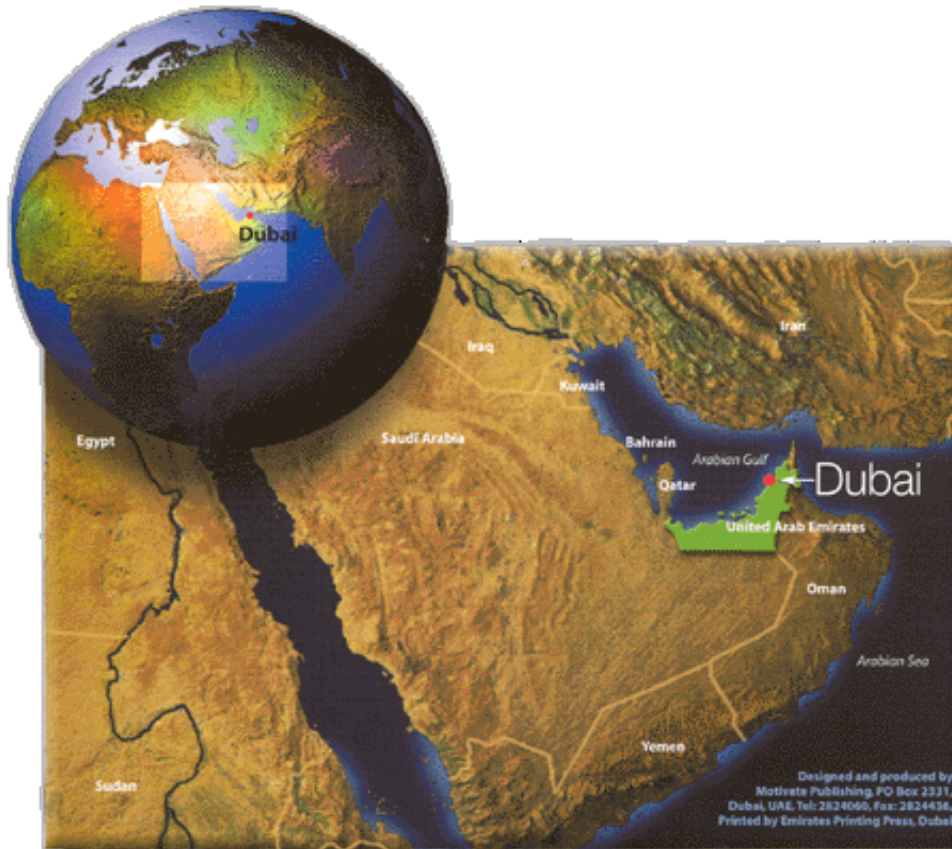 Dubai
Iran
Iraq
Kuwait
Egypt
Saudi Arabia
Bahrain
Arabian Gulf
Qatar
Dubai
United Arab Emirates
Oman
Arabian Sea
Yemen
Sudan
Designed and produced by
Motivate Publishing, PO Box 2331,
Dubai, UAE, Tel: 2824060, Fax: 2824436,
Printed by Emirates Printing Press, Dubai